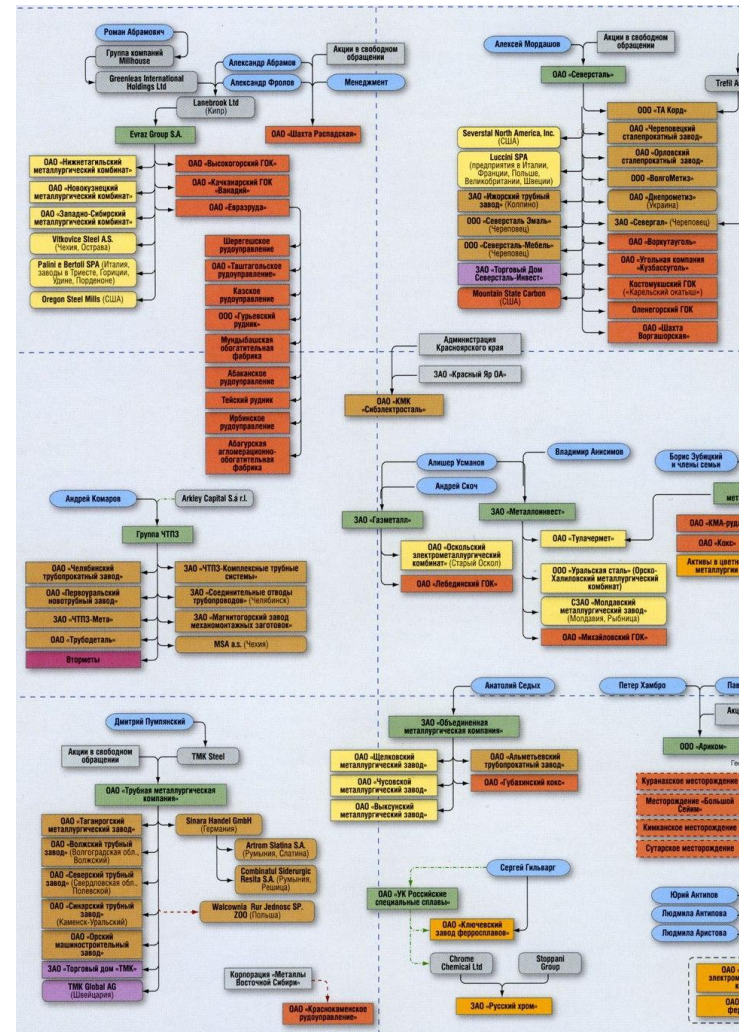 Роман Абрамович
Группа компаний
Millhouse
Greenleas International
Holdings Ltd
Александр Абрамов
Акции в свободном
обращении
Александр Фролов
Менеджмент
Lanebrook Ltd
(Кипр)
Evraz Group S.A.
ОАО «Шахта Распадская»
ОАО «Нижнетагильский
металлургический комбинат»
ОАО «Новокузнецкий
металлургический комбинат»
ОАО «Западно-Сибирский
металлургический комбинат»
Vitkovice Steel A.S.
(Чехия, Острава)
Palini e Bertoli SPA (Италия,
заводы в Триесте, Гориции,
Удине, Порденоне)
Oregon Steel Mills (США)
ОАО «Высокогорский ГОК»
ОАО «Качканарский ГОК
«Ванадий»
ОАО «Евразруда»
Шерегешское
рудоуправление
ОАО «Таштагольское
рудоуправление»
Казское
рудоуправление
ООО «Гурьевский
рудник»
Мундыбашская
обогатительная
фабрика
Абаканское
рудоуправление
Тейский рудник
Ирбинское
рудоуправление
Абагурская
агломерационно-
обогатительная
фабрика
Алексей Мордашов
Акции в свободном
обращении
ОАО «Северсталь»
Trefil A
Severstal North America, Inc.
(США)
Luccini SPA
(предприятия в Италии,
Франции, Польше,
Великобритании, Швеции)
ЗАО «Ижорский трубный
завод» (Колпино)
ООО «Северсталь Эмаль»
(Череповец)
ООО «Северсталь-Мебель»
(Череповец)
ЗАО «Торговый Дом
Северсталь-Инвест»
Mountain State Carbon
(США)
ООО «ТА Корд»
ОАО «Череповецкий
сталепрокатный завод»
ОАО «Орловский
сталепрокатный завод»
ООО «ВолгоМетиз»
ОАО «Днепрометиз»
(Украина)
ЗАО «Севергал» (Череповец)
ОАО «Воркутауголь»
ОАО «Угольная компания
«Кузбассуголь»
Костомукшский ГОК
(«Карельский окатыш»)
Оленегорский ГОК
ОАО «Шахта
Воргашорская»
Администрация
Красноярского края
ЗАО «Красный Яр ОА»
ОАО «КМК
«Сибэлектросталь»
Андрей Комаров
Arkley Capital S.a r.l.
Группа ЧТПЗ
ОАО «Челябинский
трубопрокатный завод»
ОАО «Первоуральский
новотрубный завод»
ЗАО «ЧТПЗ-Мета»
ОАО «Трубодеталь»
Вторметы
ЗАО «ЧТПЗ-Комплексные трубные
системы»
ЗАО «Соединительные отводы
трубопроводов» (Челябинск)
ЗАО «Магнитогорский завод
механомонтажных заготовок»
MSA a.s. (Чехия)
Алишер Усманов
Владимир Анисимов
Андрей Скоч
Борис Зубицкий
и члены семьи
ЗАО «Газметалл»
ЗАО «Металлоинвест»
мет
ОАО «Оскольский
электрометаллургический
комбинат» (Старый Оскол)
ОАО «Лебединский ГОК»
ОАО «Тулачермет»
ООО «Уральская сталь» (Орско-
Халиловский металлургический
комбинат)
СЗАО «Молдавский
металлургический завод»
(Молдавия, Рыбница)
ОАО «Михайловский ГОК»
ОАО «КМА-руда
ОАО «Кокс»
Активы в цветн
металлургии
Дмитрий Пумпянский
Акции в свободном
обращении
TMK Steel
ОАО «Трубная металлургическая
компания»
ОАО «Таганрогский
металлургический завод»
ОАО «Волжский трубный
завод» (Волгоградская обл.,
Волжский)
ОАО «Северский трубный
завод» (Свердловская обл.,
Полевской)
ОАО «Синарский трубный
завод»
(Каменск-Уральский)
ОАО «Орский
машиностроительный
завод»
ЗАО «Торговый дом «ТМК»
TMK Global AG
(Швейцария)
Sinara Handel GmbH
(Германия)
Artrom Slatina S.A.
(Румыния, Слатина)
Combinatul Siderurgic
Resita S.A. (Румыния,
Решица)
Walcownia Rur Jednosc SP.
ZOO (Польша)
Корпорация «Металлы
Восточной Сибири»
ОАО «Краснокаменское
рудоуправление»
Анатолий Седых
ЗАО «Объединенная
металлургическая компания»
ОАО «Щелковский
металлургический завод»
ОАО «Чусовской
металлургический завод»
ОАО «Выксунский
металлургический завод»
ОАО «Альметьевский
трубопрокатный завод»
ОАО «Губахинский кокс»
Сергей Гильварг
ОАО «УК Российские
специальные сплавы»
ОАО «Ключевский
завод ферросплавов»
Chrome
Chemical Ltd
Stoppani
Group
ЗАО «Русский хром»
Петер Хамбро
Пав
Акц
ООО «Ариком»
Гео
Куранахское месторождение
Месторождение «Большой
Сейим»
Кимканское месторождение
Сутарское месторождение
Юрий Антипов
Людмила Антипова
Людмила Аристова
ОАО «
электром
к
ОАО
фер